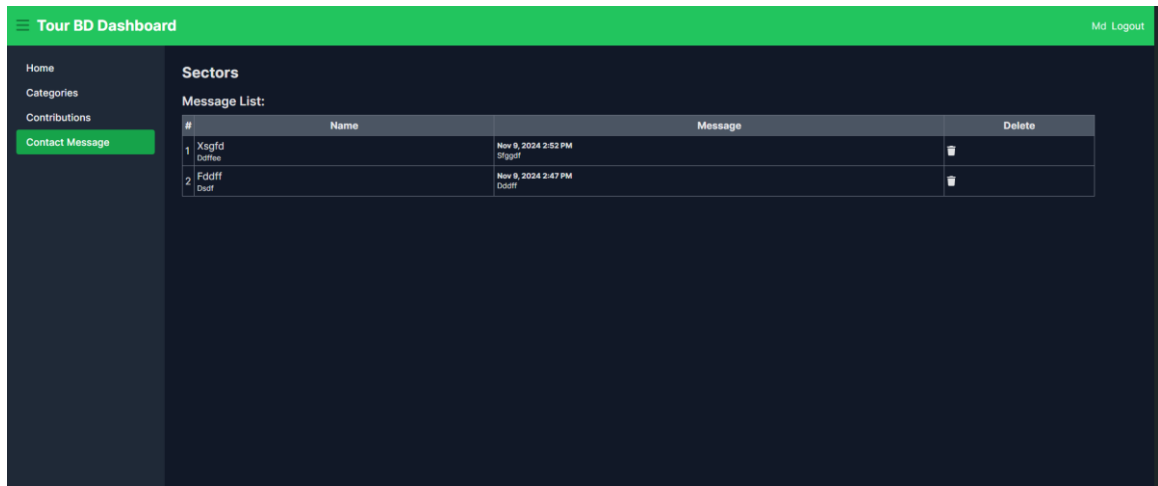 Tour BD Dashboard
Md Logout
Home
Categories
Contributions
Contact Message
Sectors
Message List:
# Name Message Delete
1 Xsgfd Nov 9, 2024 2:52 PM
Ddffee Sfggdf
2 Fddff Nov 9, 2024 2:47 PM
Dsdf Dddff